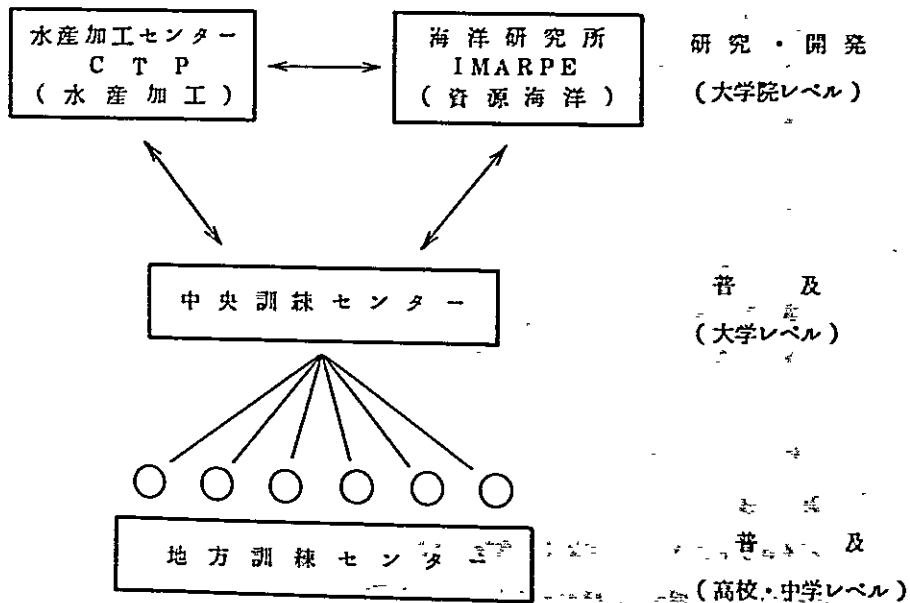 水産加工センター
CTP
(水産加工)
海洋研究所
IMARPE
(資源海洋)
研究・開発
(大学院レベル)
中央訓練センター
普及
(大学レベル)
地方訓練センター
普及
(高校・中学レベル)